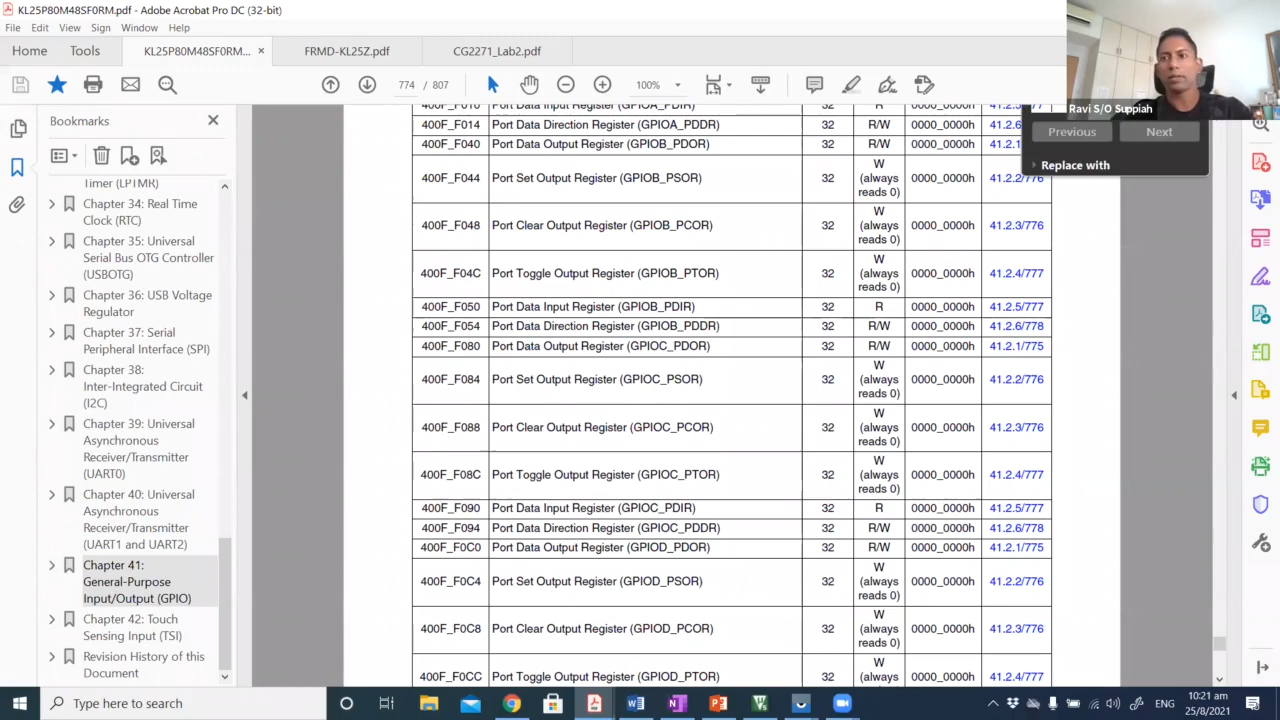 KL25P80M48SF0RM.pdf - Adobe Acrobat Pro DC (32-bit)
File Edit View Sign Window Help
Home Tools KL25P80M48SF0RM... × FRMD-KL25Z.pdf CG2271_Lab2.pdf
774 / 807 100%
Ravi S/O Suppiah
Previous Next
Replace with
Bookmarks
Timer (LPTMR)
Chapter 34: Real Time
Clock (RTC)
Chapter 35: Universal
Serial Bus OTG Controller
(USBOTG)
Chapter 36: USB Voltage
Regulator
Chapter 37: Serial
Peripheral Interface (SPI)
Chapter 38:
Inter-Integrated Circuit
(I2C)
Chapter 39: Universal
Asynchronous
Receiver/Transmitter
(UART0)
Chapter 40: Universal
Asynchronous
Receiver/Transmitter
(UART1 and UART2)
Chapter 41:
General-Purpose
Input/Output (GPIO)
Chapter 42: Touch
Sensing Input (TSI)
Revision History of this
Document
400F_F010 Port Data Input Register (GPIOA_PDIR) 32 R 0000_0000h
400F_F014 Port Data Direction Register (GPIOA_PDDR) 32 R/W 0000_0000h 41.2.6
400F_F040 Port Data Output Register (GPIOB_PDOR) 32 R/W 0000_0000h 41.2.1
400F_F044 Port Set Output Register (GPIOB_PSOR) 32 W (always reads 0) 0000_0000h 41.2.2/776
400F_F048 Port Clear Output Register (GPIOB_PCOR) 32 W (always reads 0) 0000_0000h 41.2.3/776
400F_F04C Port Toggle Output Register (GPIOB_PTOR) 32 W (always reads 0) 0000_0000h 41.2.4/777
400F_F050 Port Data Input Register (GPIOB_PDIR) 32 R 0000_0000h 41.2.5/777
400F_F054 Port Data Direction Register (GPIOB_PDDR) 32 R/W 0000_0000h 41.2.6/778
400F_F080 Port Data Output Register (GPIOC_PDOR) 32 R/W 0000_0000h 41.2.1/775
400F_F084 Port Set Output Register (GPIOC_PSOR) 32 W (always reads 0) 0000_0000h 41.2.2/776
400F_F088 Port Clear Output Register (GPIOC_PCOR) 32 W (always reads 0) 0000_0000h 41.2.3/776
400F_F08C Port Toggle Output Register (GPIOC_PTOR) 32 W (always reads 0) 0000_0000h 41.2.4/777
400F_F090 Port Data Input Register (GPIOC_PDIR) 32 R 0000_0000h 41.2.5/777
400F_F094 Port Data Direction Register (GPIOC_PDDR) 32 R/W 0000_0000h 41.2.6/778
400F_F0C0 Port Data Output Register (GPIOD_PDOR) 32 R/W 0000_0000h 41.2.1/775
400F_F0C4 Port Set Output Register (GPIOD_PSOR) 32 W (always reads 0) 0000_0000h 41.2.2/776
400F_F0C8 Port Clear Output Register (GPIOD_PCOR) 32 W (always reads 0) 0000_0000h 41.2.3/776
400F_F0CC Port Toggle Output Register (GPIOD_PTOR) 32 W (always 0000_0000h 41.2.4/777
Type here to search
ENG
10:21 am
25/8/2021